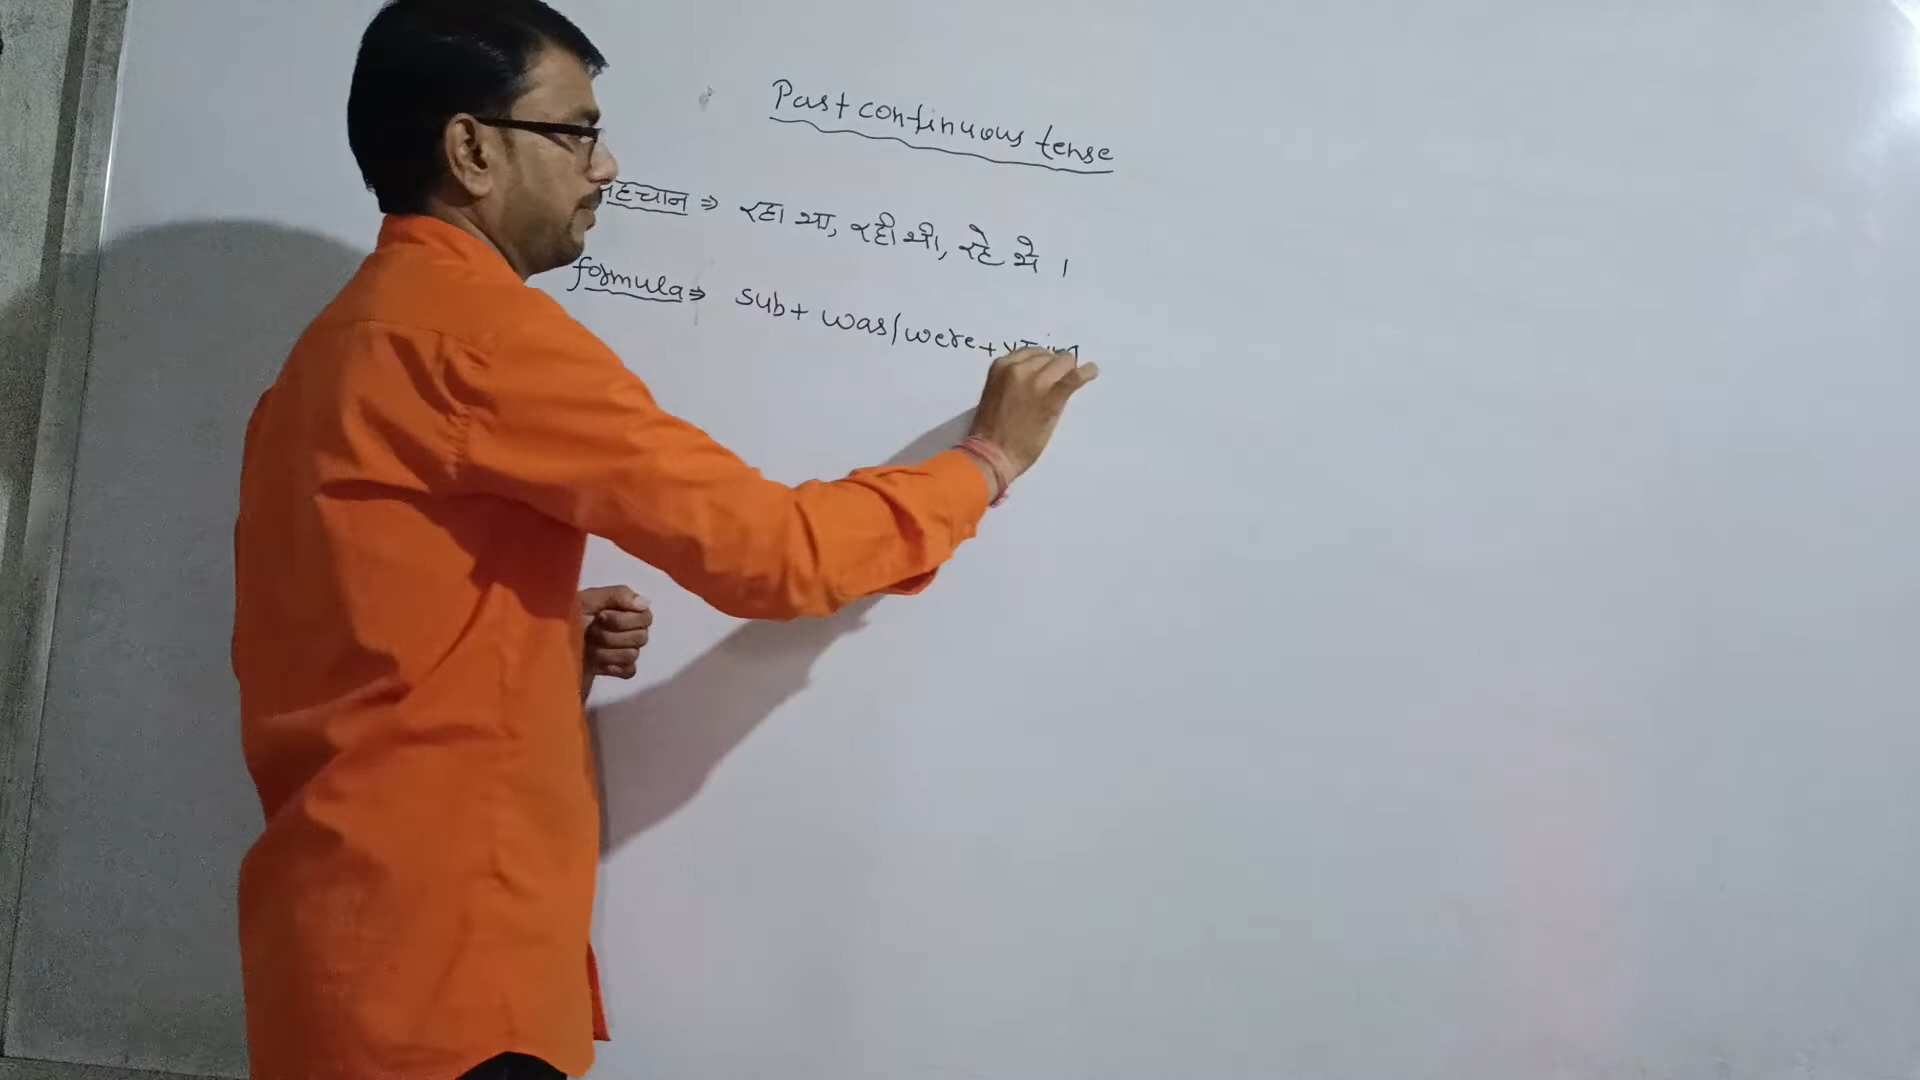 Past continuous tense
पहचान ⇒ रहा था, रही थी, रहे थे ।
formula ⇒ sub + was/were +